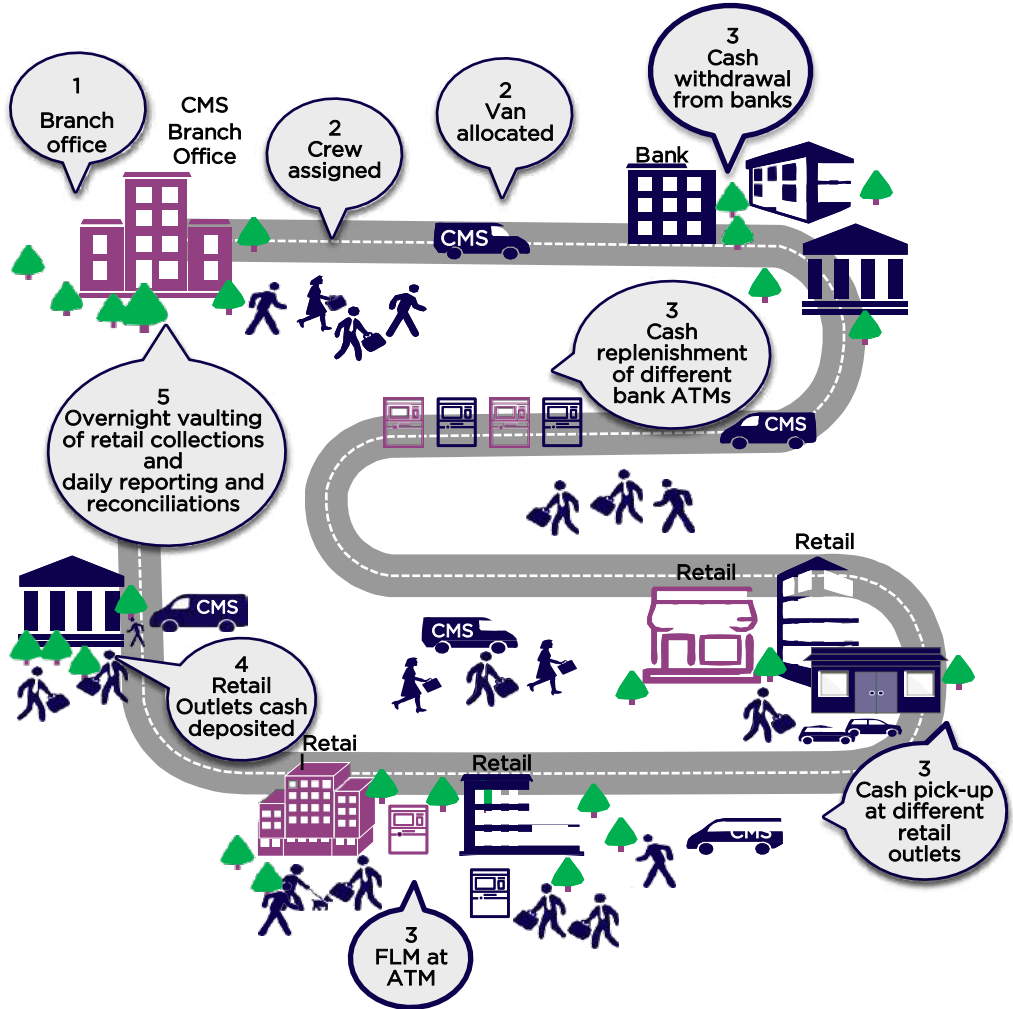 1
Branch
office
CMS
Branch
Office
2
Crew
assigned
2
Van
allocated
3
Cash
withdrawal
from banks
Bank
CMS
3
Cash
replenishment
of different
bank ATMs
CMS
5
Overnight vaulting
of retail collections
and
daily reporting and
reconciliations
Retail
Retail
CMS
CMS
4
Retail
Outlets cash
deposited
Retai
Retail
3
Cash pick-up
at different
retail
outlets
CMS
3
FLM at
ATM